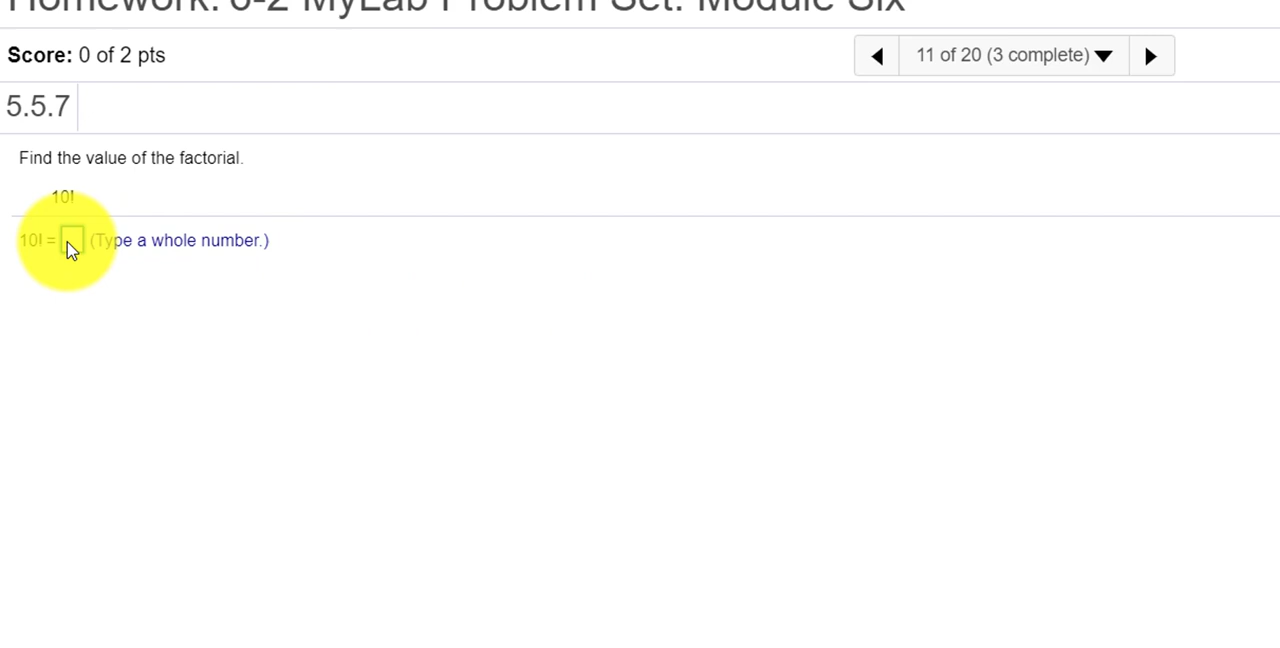 Homework: 6-2 MyLab Problem Set: Module Six
Score: 0 of 2 pts
11 of 20 (3 complete)
5.5.7
Find the value of the factorial.
10!
10! = (Type a whole number.)